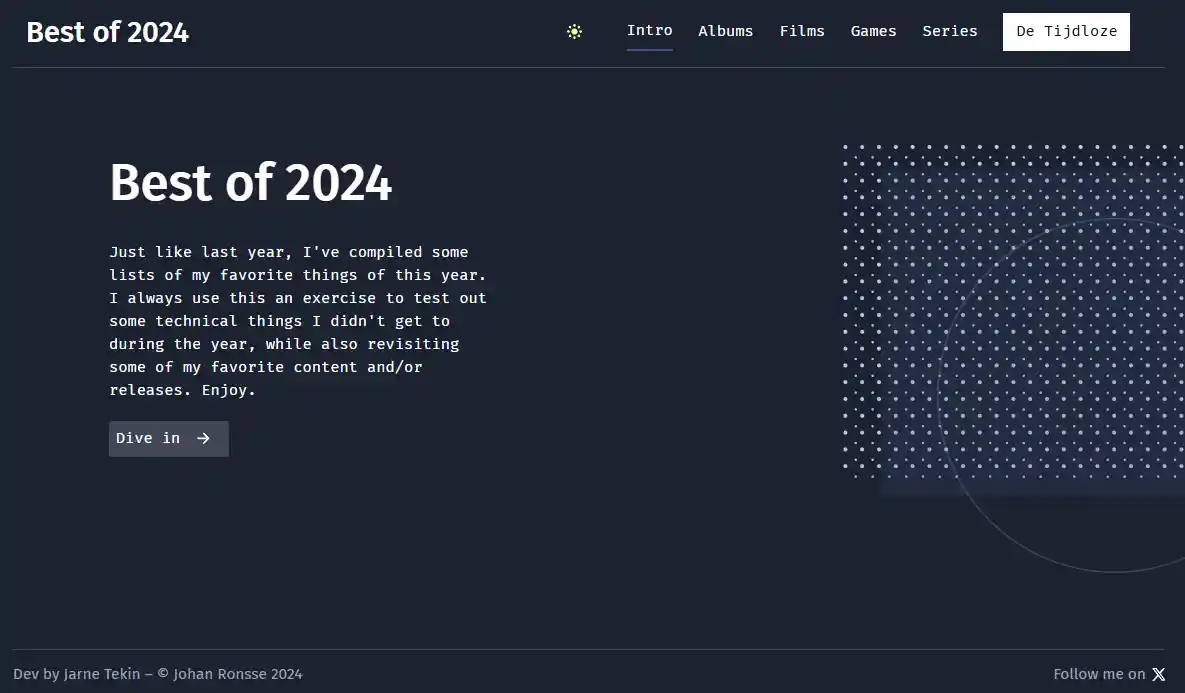 Best of 2024
Intro Albums Films Games Series De Tijdloze
Best of 2024
Just like last year, I've compiled some
lists of my favorite things of this year.
I always use this an exercise to test out
some technical things I didn't get to
during the year, while also revisiting
some of my favorite content and/or
releases. Enjoy.
Dive in →
Dev by Jarne Tekin – © Johan Ronsse 2024
Follow me on X